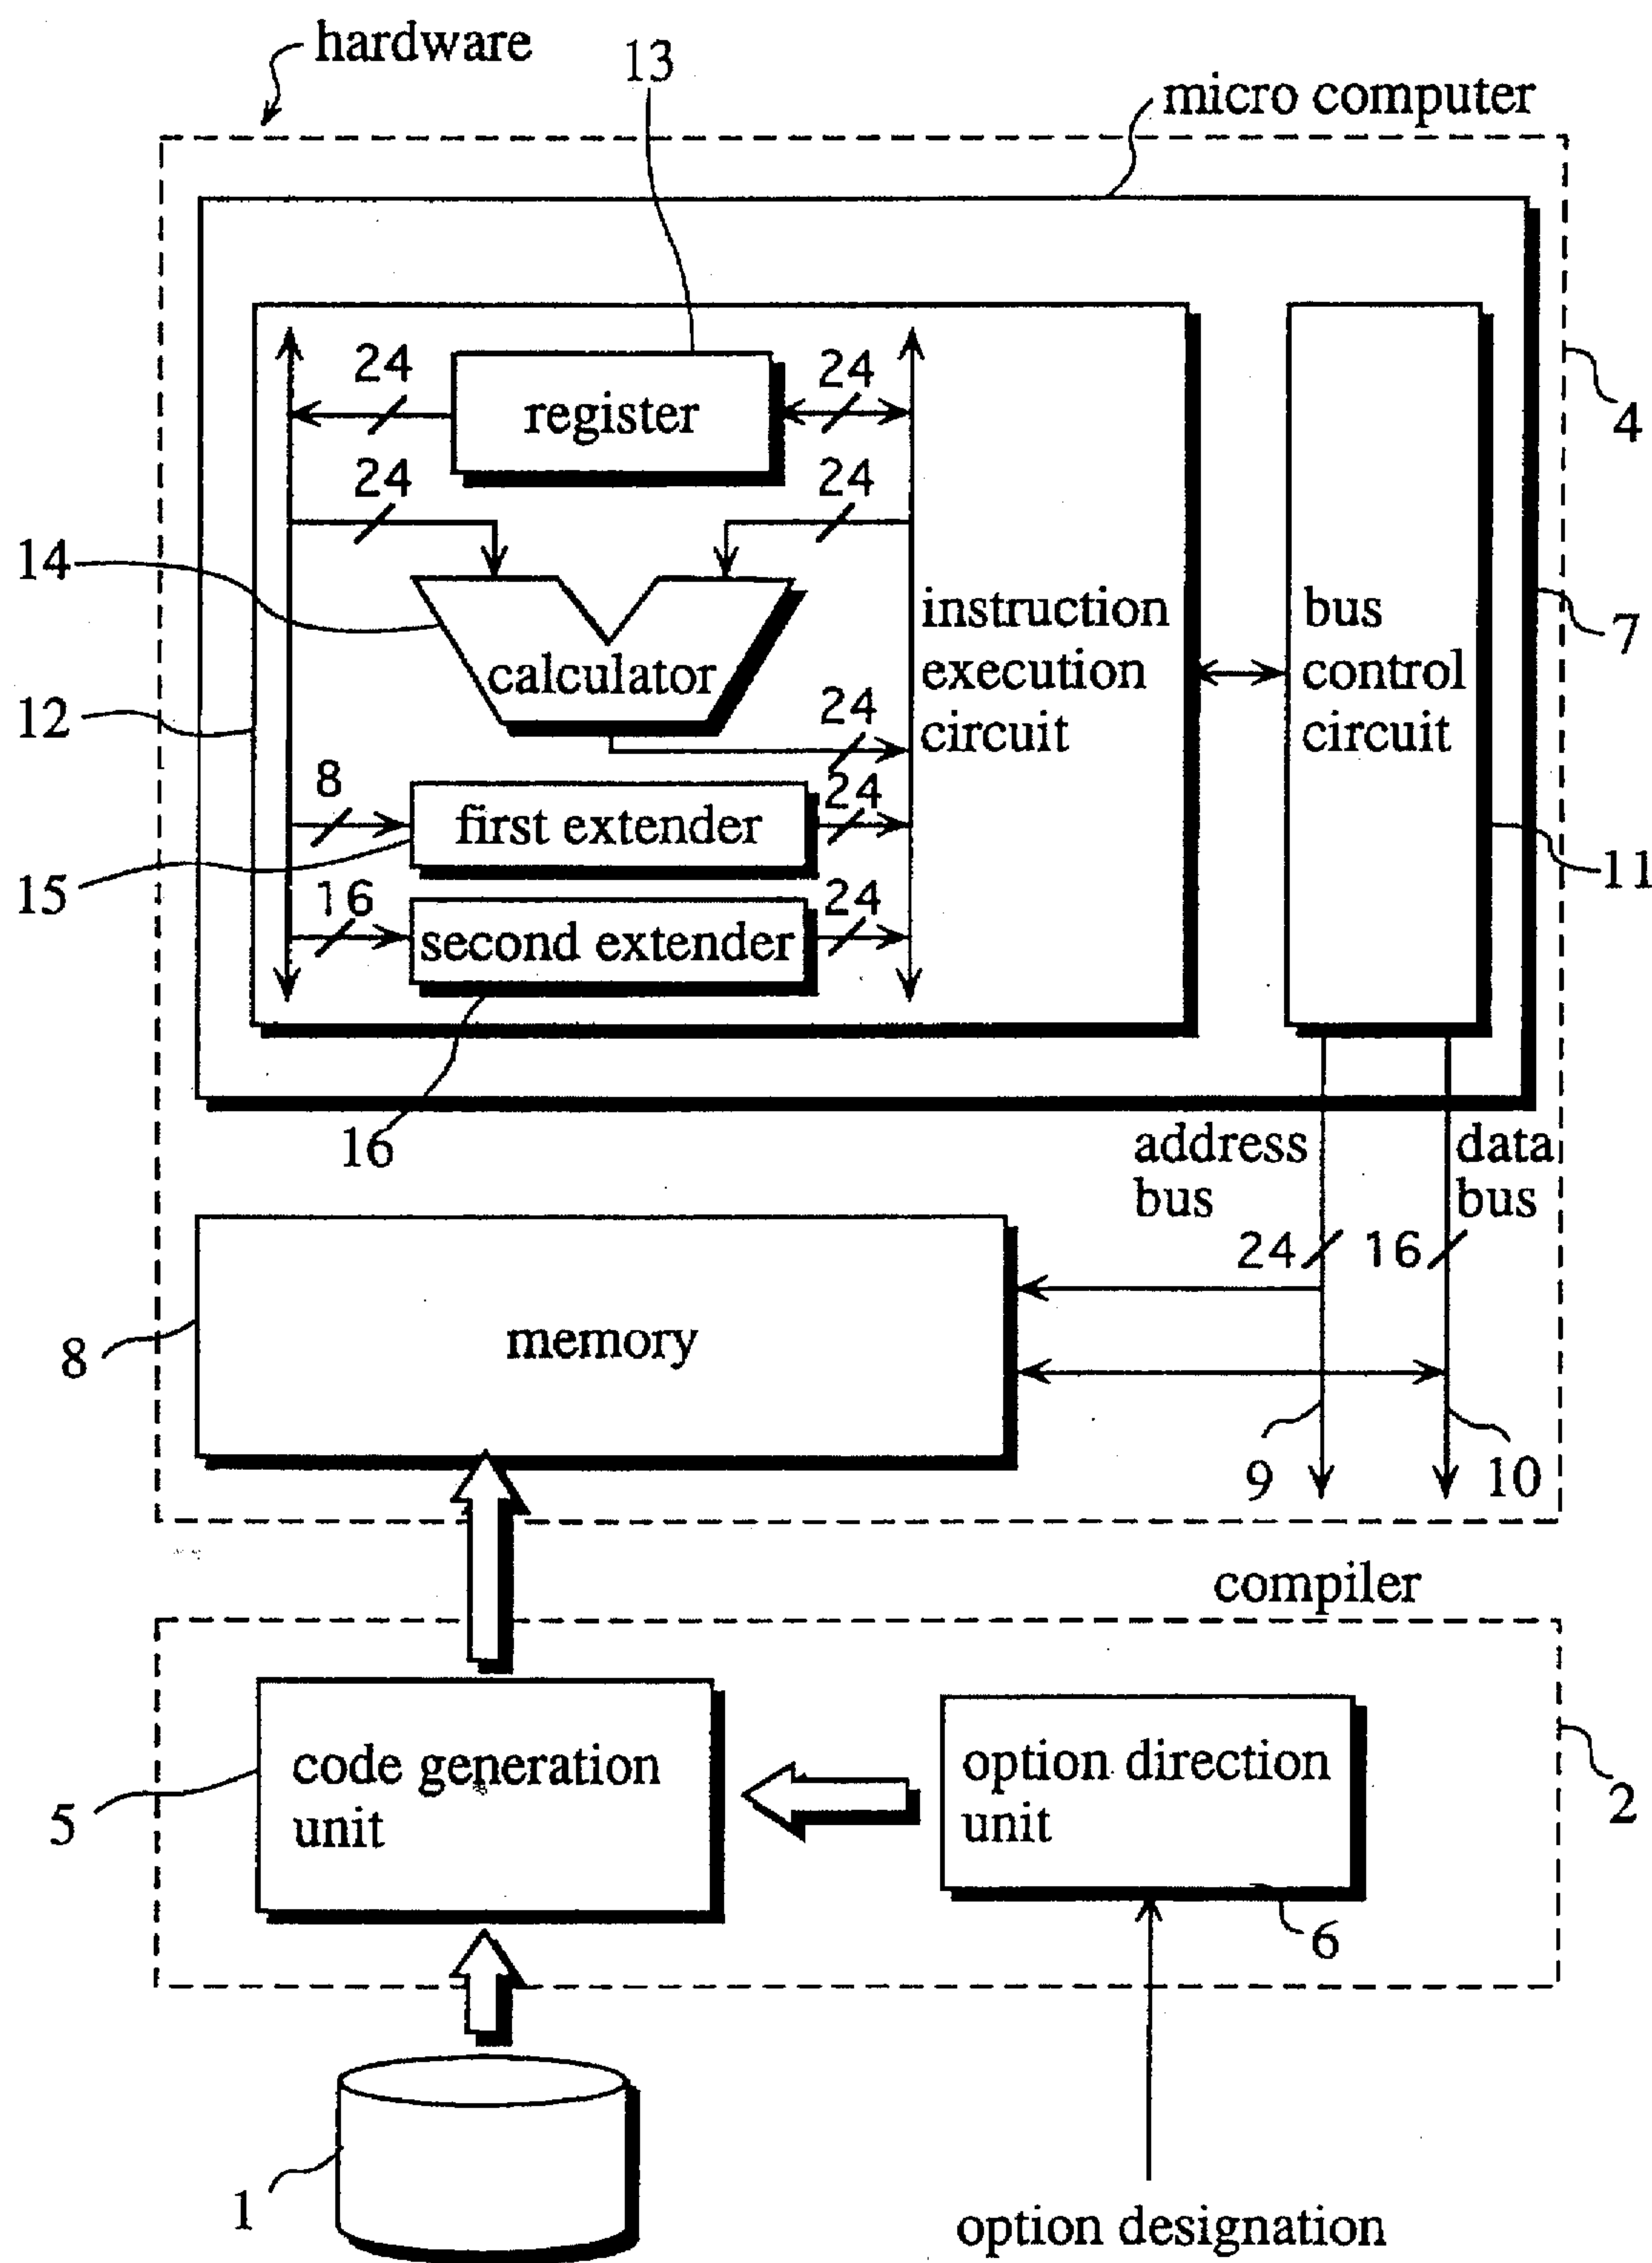 hardware
13
micro computer
24
24
register
4
24
24
14
calculator
instruction
execution
circuit
bus
control
circuit
7
12
24
8
first extender
24
11
15
16
second extender
24
16
address
bus
data
bus
24
16
memory
8
9
10
compiler
code generation
unit
option direction
unit
2
5
6
1
option designation